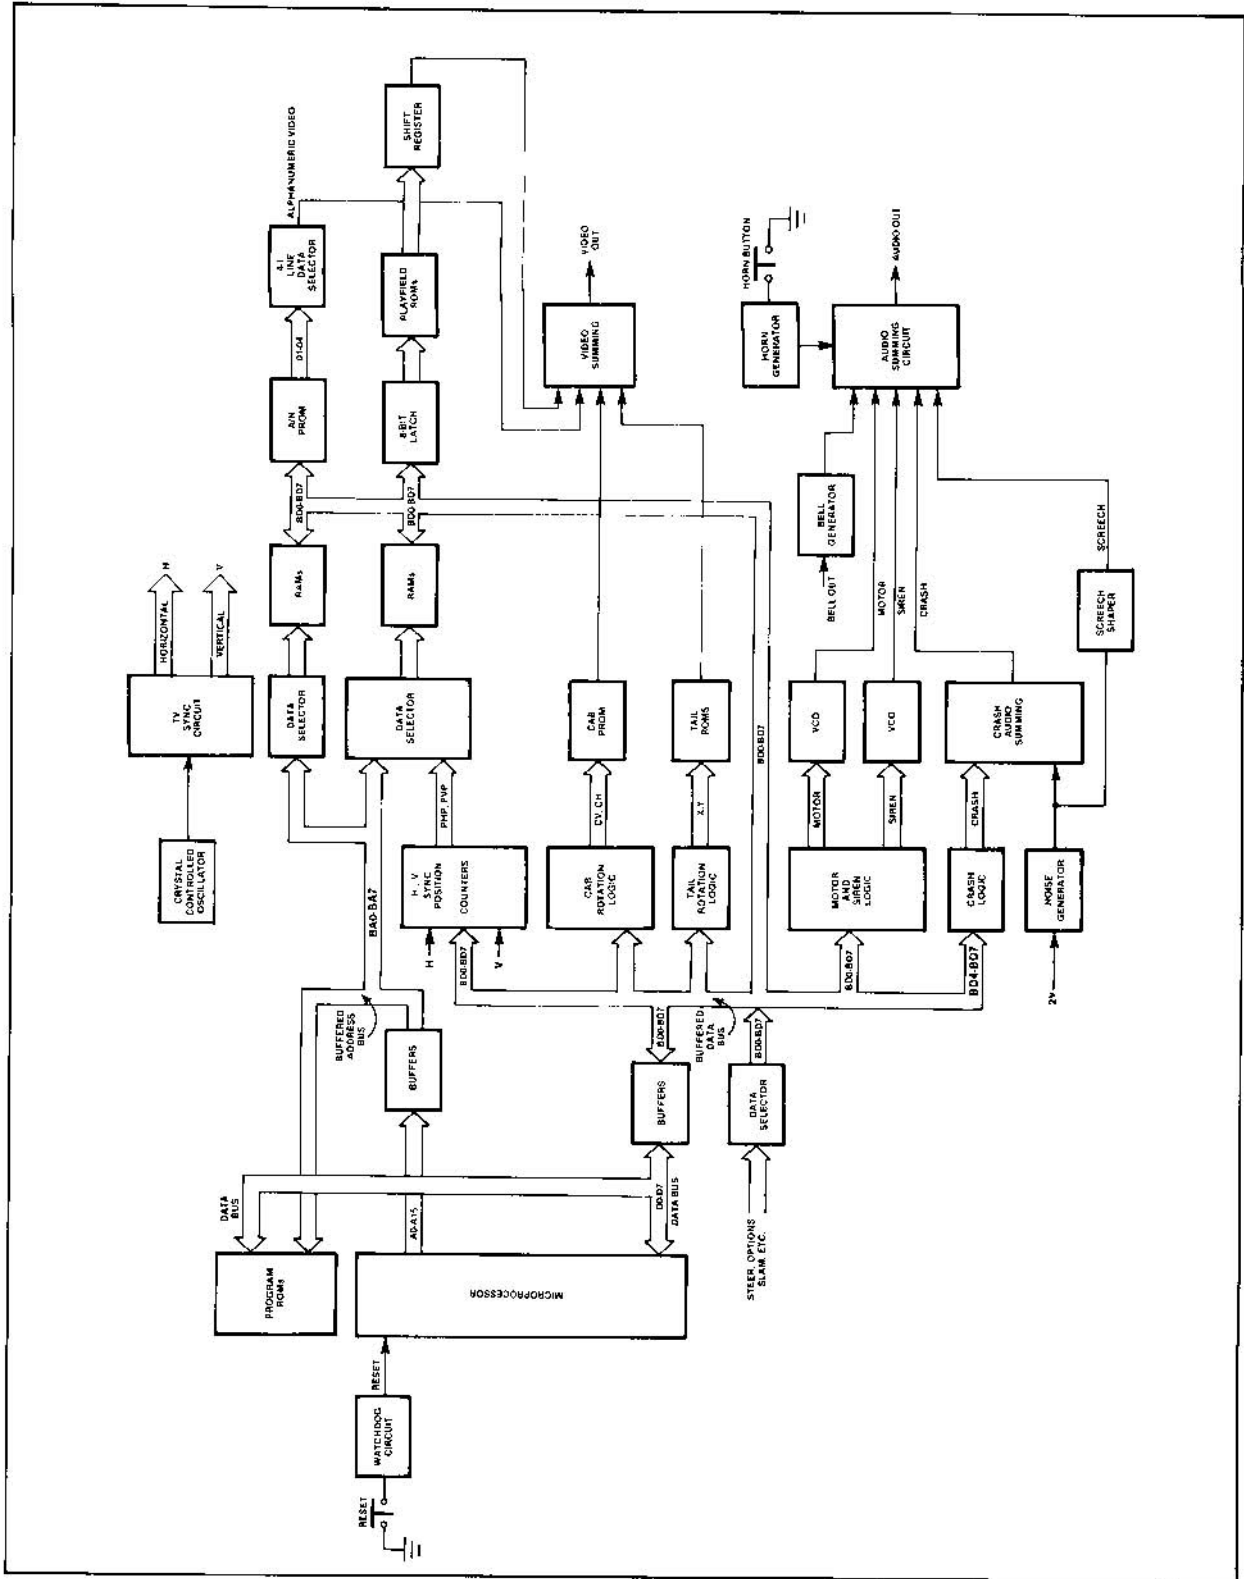 RESET
WATCHDOG
CIRCUIT
RESET
PROGRAM
ROMs
MICROPROCESSOR
DATA
BUS
A0-A15
D0-D7
DATA BUS
STEER, OPTIONS
SLAM, ETC.
BUFFERED
ADDRESS
BUS
BUFFERS
BUFFERS
BD0-BD7
BUFFERED
DATA
BUS
DATA
SELECTOR
BD0-BD7
CRYSTAL
CONTROLLED
OSCILLATOR
BA0-BA7
H
H, V
SYNC
POSITION
COUNTERS
BD0-BD7
V
CAR
ROTATION
LOGIC
TAIL
ROTATION
LOGIC
MOTOR
AND
SIREN
LOGIC
BD0-BD7
CRASH
LOGIC
BD4-BD7
NOISE
GENERATOR
2V
TV
SYNC
CIRCUIT
HORIZONTAL
H
VERTICAL
V
DATA
SELECTOR
DATA
SELECTOR
PHP, PVP
CV, CH
CAB
PROM
X,Y
TAIL
ROMS
BD0-BD7
MOTOR
VCO
SIREN
VCO
CRASH
CRASH
AUDIO
SUMMING
SCREECH
SHAPER
SCREECH
RAMs
RAMs
BD0-BD7
BD0-BD7
A/N
PROM
8-BIT
LATCH
D1-D4
4-1
LINE
DATA
SELECTOR
ALPHANUMERIC VIDEO
PLAYFIELD
ROMs
SHIFT
REGISTER
VIDEO
SUMMING
VIDEO
OUT
BELL OUT
BELL
GENERATOR
MOTOR
SIREN
CRASH
HORN
GENERATOR
HORN BUTTON
AUDIO
SUMMING
CIRCUIT
AUDIO OUT